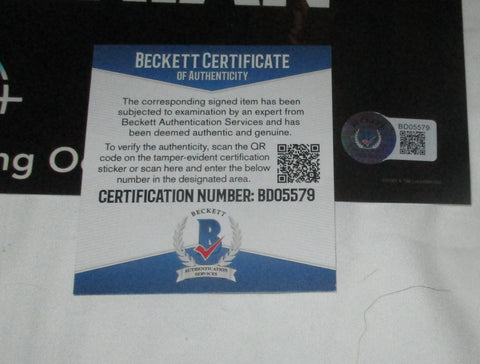 BECKETT CERTIFICATE
OF AUTHENTICITY
The corresponding signed item has been
subjected to examination by an expert from
Beckett Authentication Services and has
been deemed authentic and genuine.
To verify the authenticity, scan the QR
code on the tamper-evident certification
sticker or scan here and enter the below
number in the designated area.
CERTIFICATION NUMBER: BD05579
BECKETT
B
AUTHENTICATION
SERVICES
BD05579
ng O